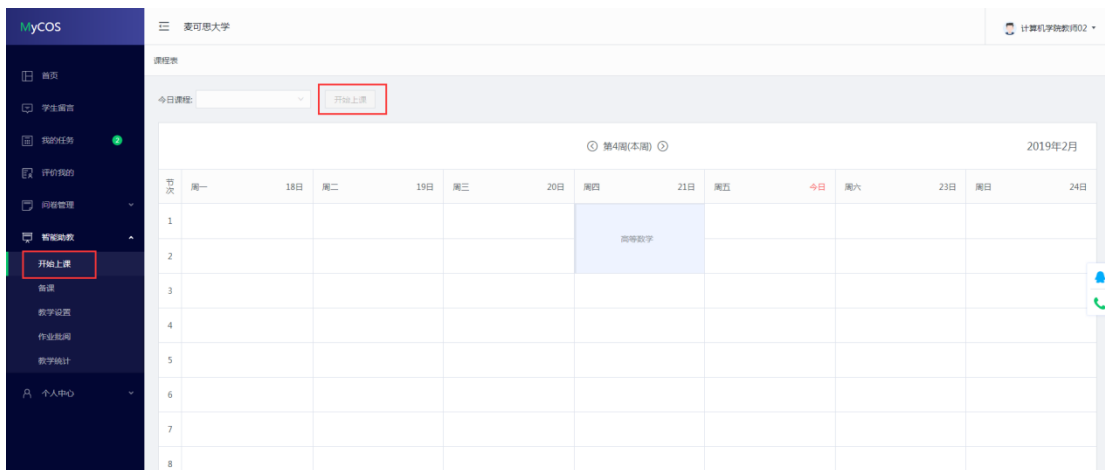 MyCOS
麦可思大学
计算机学院教师02
首页
学生留言
我的任务 2
评价我的
问卷管理
智能助教
开始上课
备课
教学设置
作业批阅
教学统计
个人中心
课程表
今日课程: 开始上课
第4周(本周) 2019年2月
节次 周一 18日 周二 19日 周三 20日 周四 21日 周五 今日 周六 23日 周日 24日
1
高等数学
2
3
4
5
6
7
8